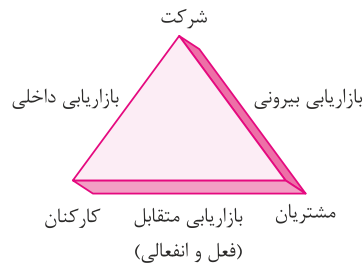 شرکت
بازاریابی بیرونی
بازاریابی داخلی
مشتریان
بازاریابی متقابل
کارکنان
(فعل و انفعالی)